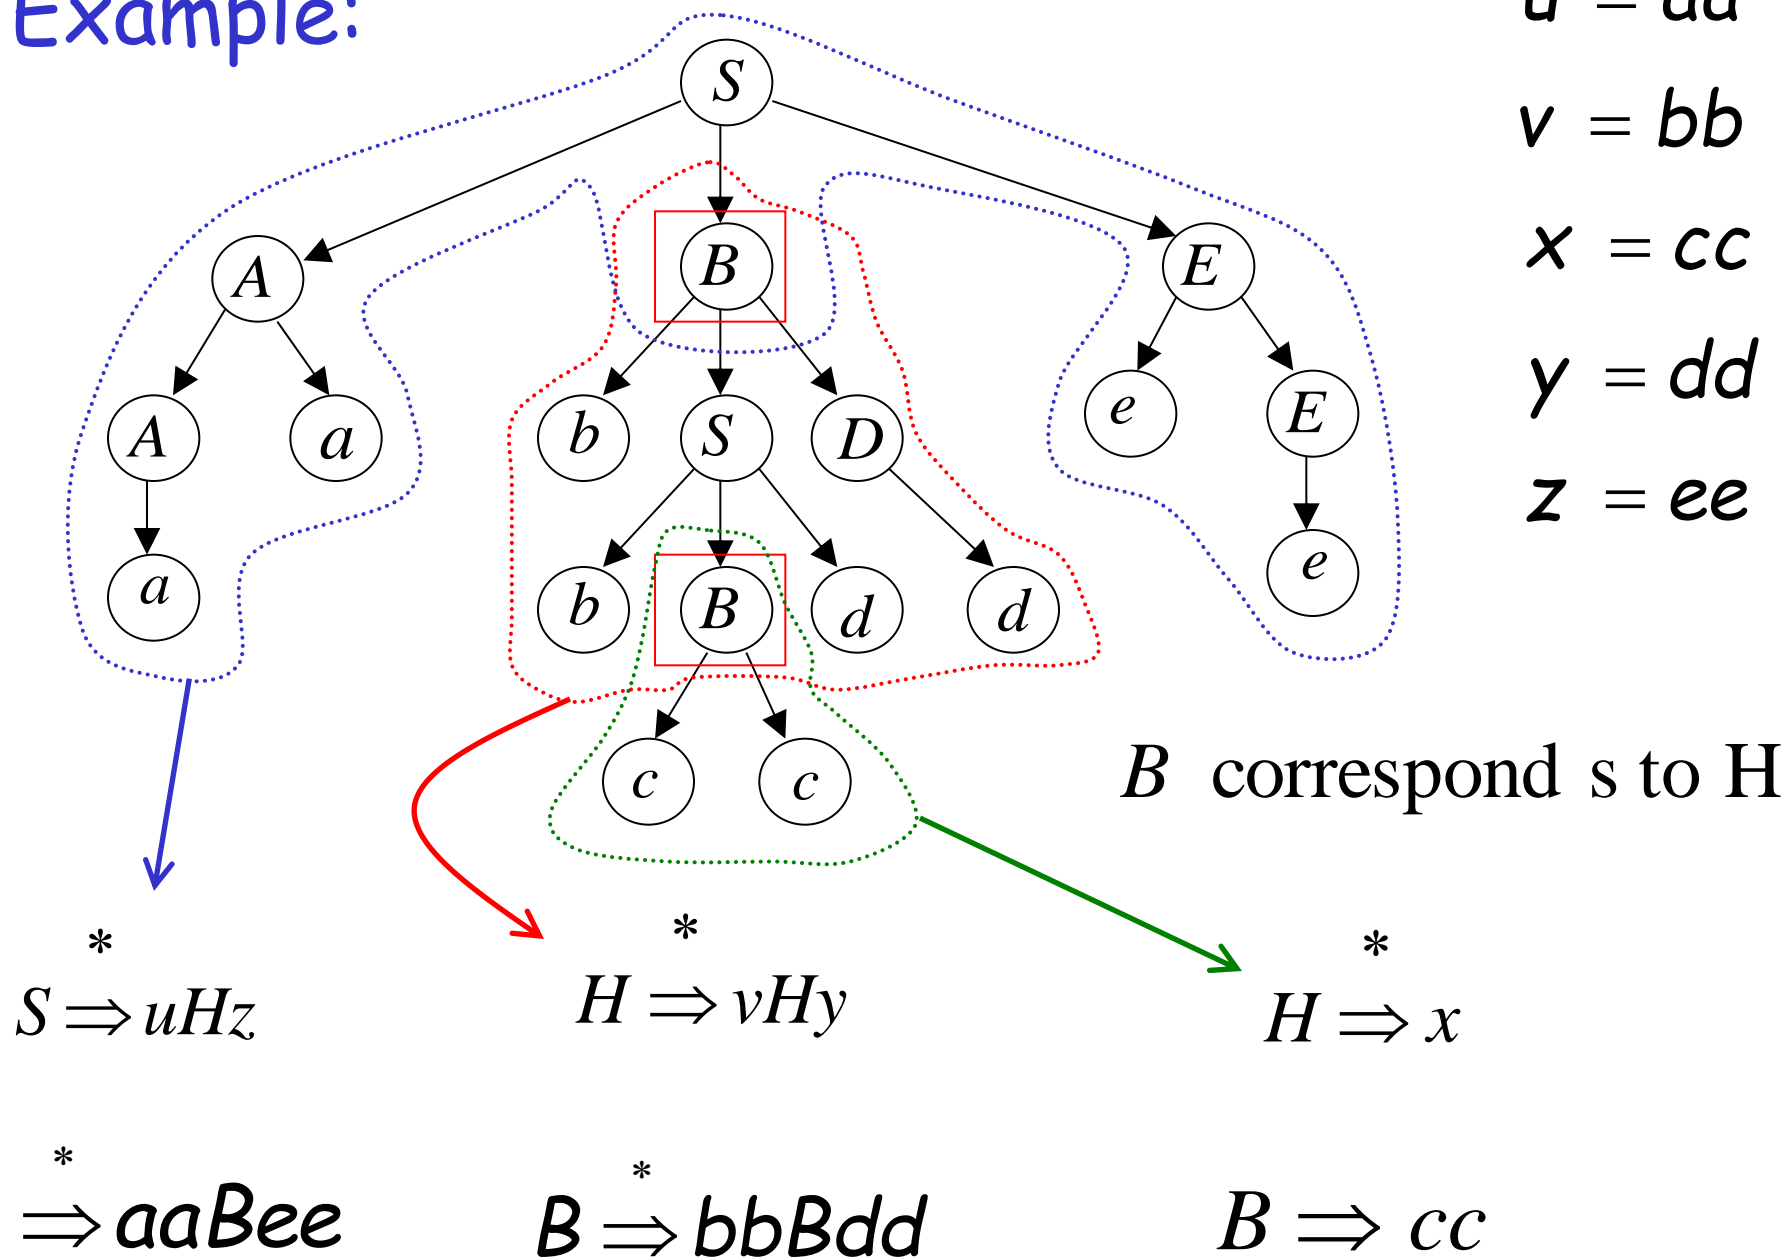 Example:
u = aa
S
v = bb
A B E
x = cc
A a b S D e E
y = dd
z = ee
a b B d d e
c c
B correspond s to H
* * *
S ⇒ uHz H ⇒ vHy H ⇒ x
* *
⇒ aaBee B ⇒ bbBdd B ⇒ cc